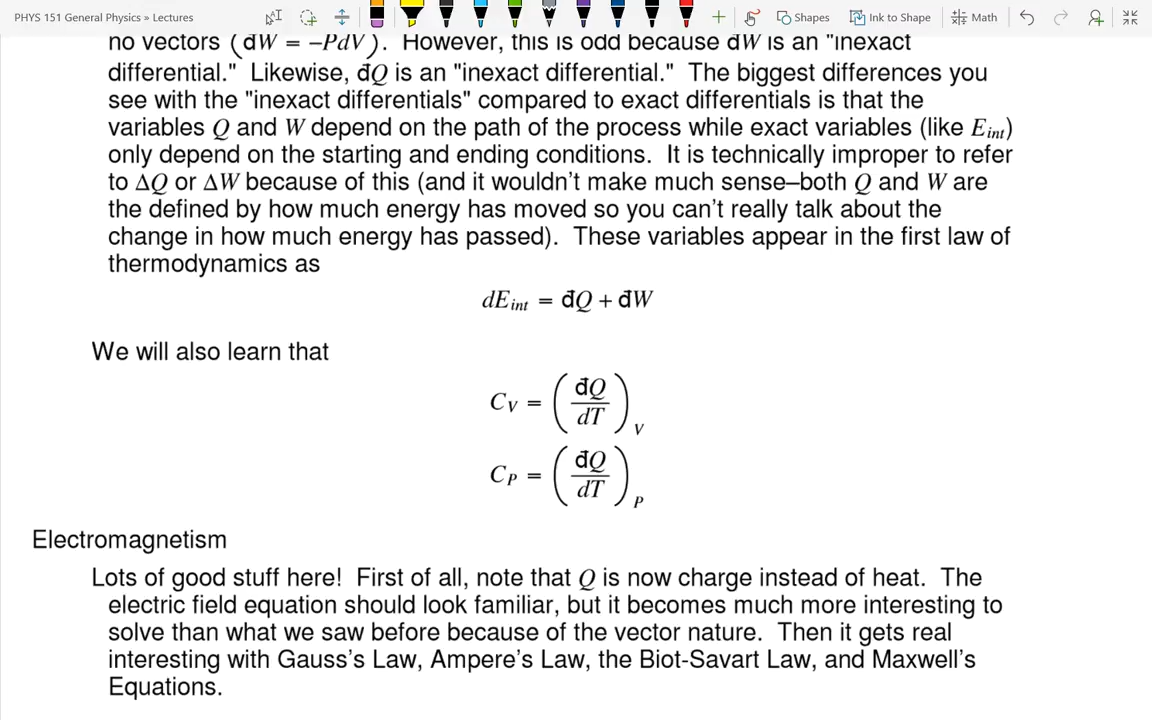 PHYS 151 General Physics » Lectures
Shapes
Ink to Shape
Math
no vectors (đW = −PdV). However, this is odd because đW is an "inexact
differential." Likewise, đQ is an "inexact differential." The biggest differences you
see with the "inexact differentials" compared to exact differentials is that the
variables Q and W depend on the path of the process while exact variables (like E_int)
only depend on the starting and ending conditions. It is technically improper to refer
to ΔQ or ΔW because of this (and it wouldn't make much sense–both Q and W are
the defined by how much energy has moved so you can't really talk about the
change in how much energy has passed). These variables appear in the first law of
thermodynamics as
dE_int = đQ + đW
We will also learn that
C_V = (đQ/dT)_V
C_P = (đQ/dT)_P
Electromagnetism
Lots of good stuff here! First of all, note that Q is now charge instead of heat. The
electric field equation should look familiar, but it becomes much more interesting to
solve than what we saw before because of the vector nature. Then it gets real
interesting with Gauss's Law, Ampere's Law, the Biot-Savart Law, and Maxwell's
Equations.